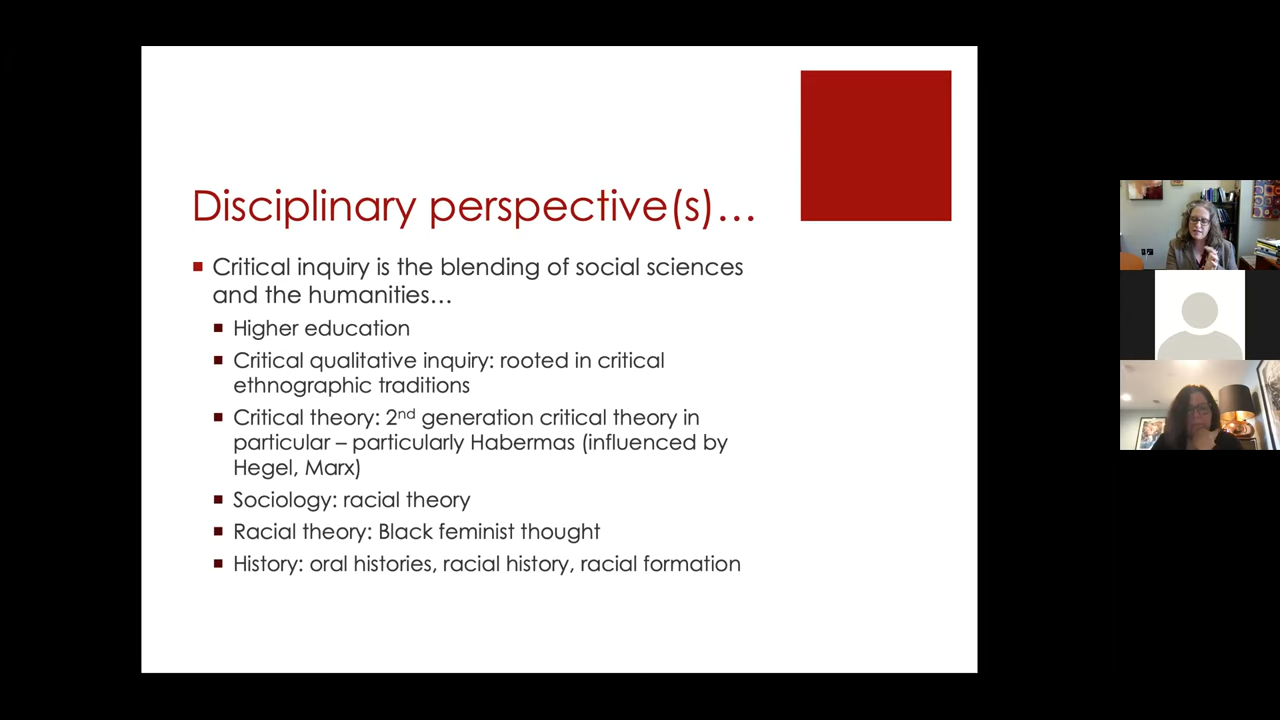 Disciplinary perspective(s)…
Critical inquiry is the blending of social sciences
and the humanities…
Higher education
Critical qualitative inquiry: rooted in critical
ethnographic traditions
Critical theory: 2nd generation critical theory in
particular – particularly Habermas (influenced by
Hegel, Marx)
Sociology: racial theory
Racial theory: Black feminist thought
History: oral histories, racial history, racial formation